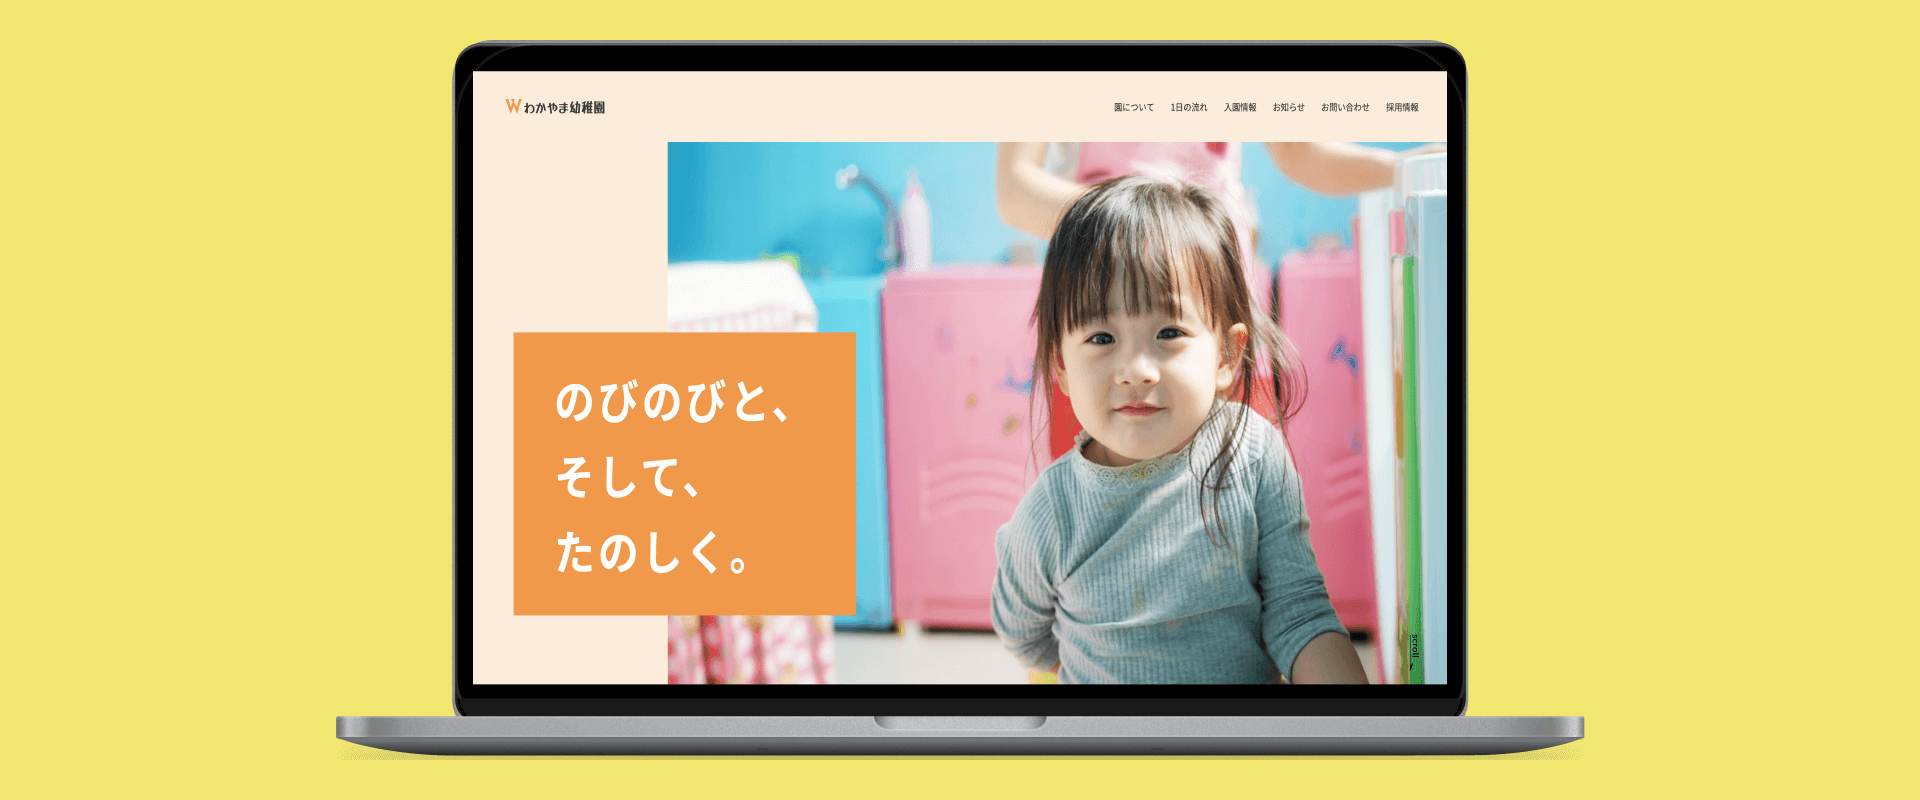 W わかやま幼稚園
園について 1日の流れ 入園情報 お知らせ お問い合わせ 採用情報
のびのびと、
そして、
たのしく。
scroll